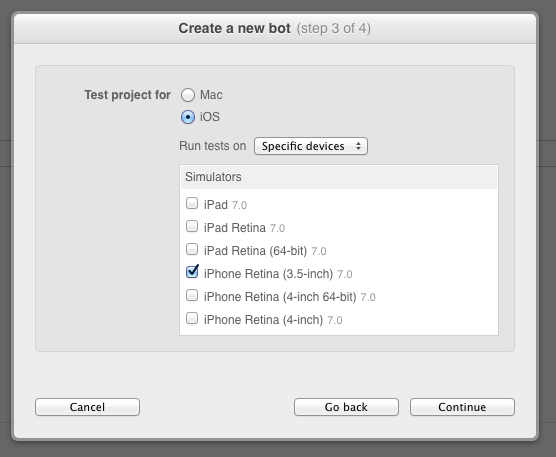 Create a new bot (step 3 of 4)
Test project for Mac
iOS
Run tests on Specific devices
Simulators
iPad 7.0
iPad Retina 7.0
iPad Retina (64-bit) 7.0
iPhone Retina (3.5-inch) 7.0
iPhone Retina (4-inch 64-bit) 7.0
iPhone Retina (4-inch) 7.0
Cancel Go back Continue